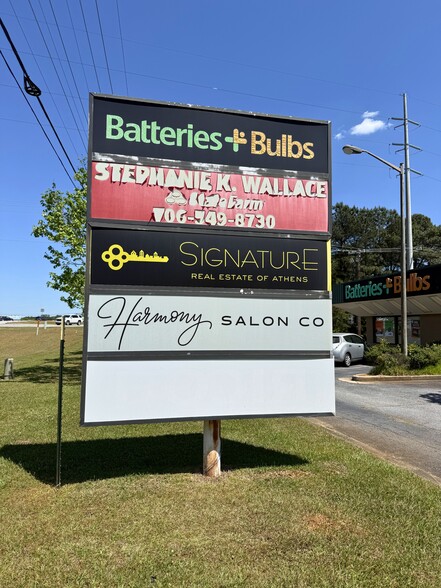 Batteries + Bulbs
STEPHANIE K. WALLACE
State Farm
706-549-8730
SIGNATURE
REAL ESTATE OF ATHENS
Harmony SALON CO
Batteries + Bulbs